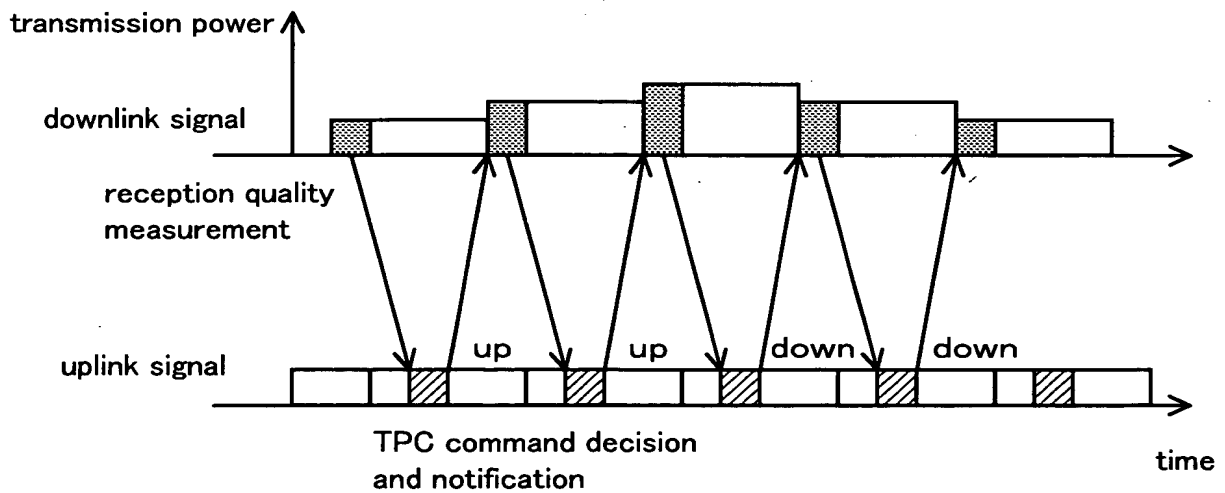 transmission power
downlink signal
reception quality
measurement
up up down down
uplink signal
TPC command decision
and notification
time